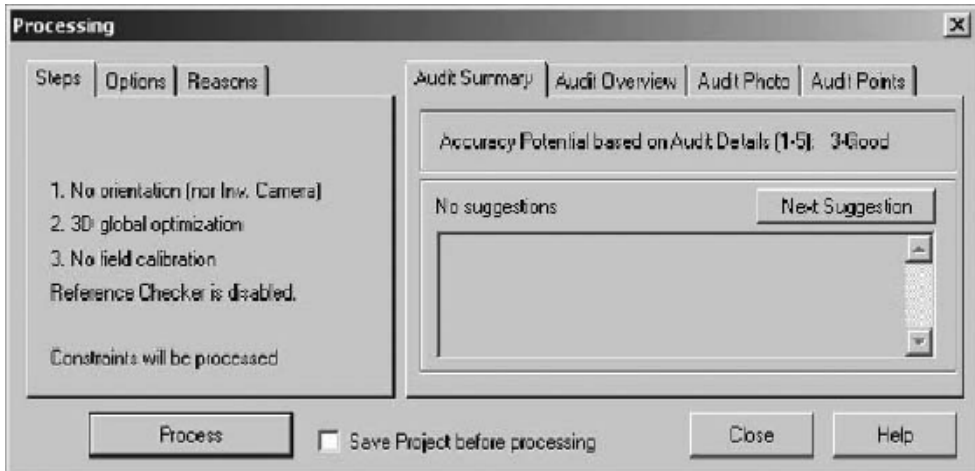 Processing
Steps Options Reasons
1. No orientation (nor Inv. Camera)
2. 3D global optimization
3. No field calibration
Reference Checker is disabled.
Constraints will be processed
Audit Summary Audit Overview Audit Photo Audit Points
Accuracy Potential based on Audit Details (1-5): 3-Good
No suggestions
Next Suggestion
Process
Save Project before processing
Close
Help